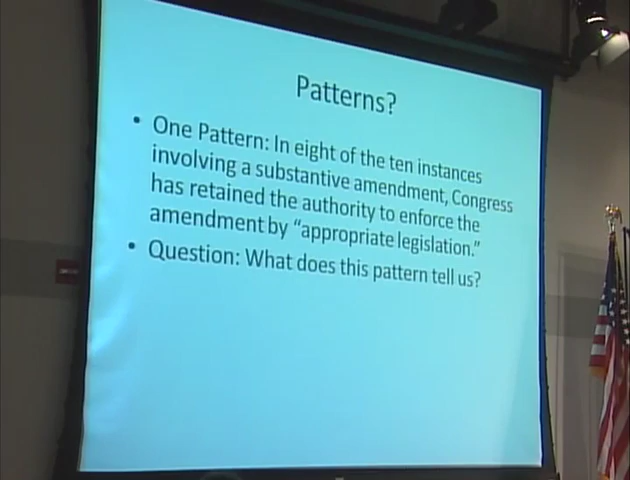 Patterns?
• One Pattern: In eight of the ten instances
involving a substantive amendment, Congress
has retained the authority to enforce the
amendment by “appropriate legislation.”
• Question: What does this pattern tell us?